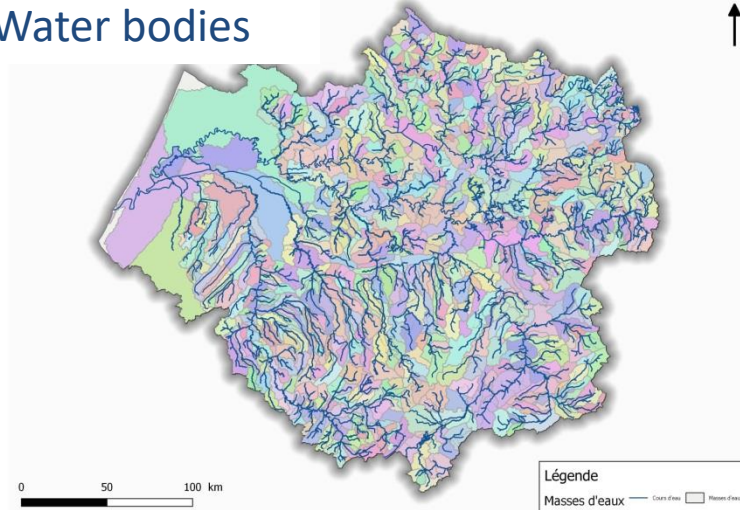 Water bodies
0 50 100 km
Légende
Masses d'eaux Cours d'eau Masses d'eau